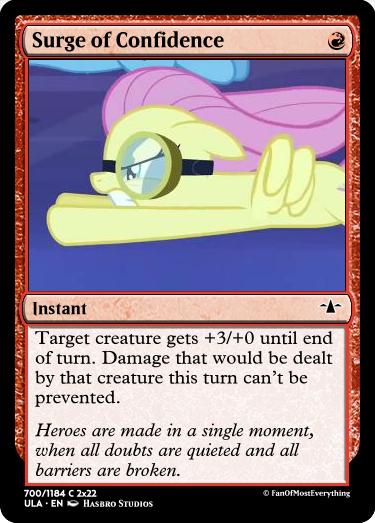 Surge of Confidence
Instant
Target creature gets +3/+0 until end
of turn. Damage that would be dealt
by that creature this turn can't be
prevented.
Heroes are made in a single moment,
when all doubts are quieted and all
barriers are broken.
700/1184 C 2x22
ULA • EN Hasbro Studios
© FanOfMostEverything